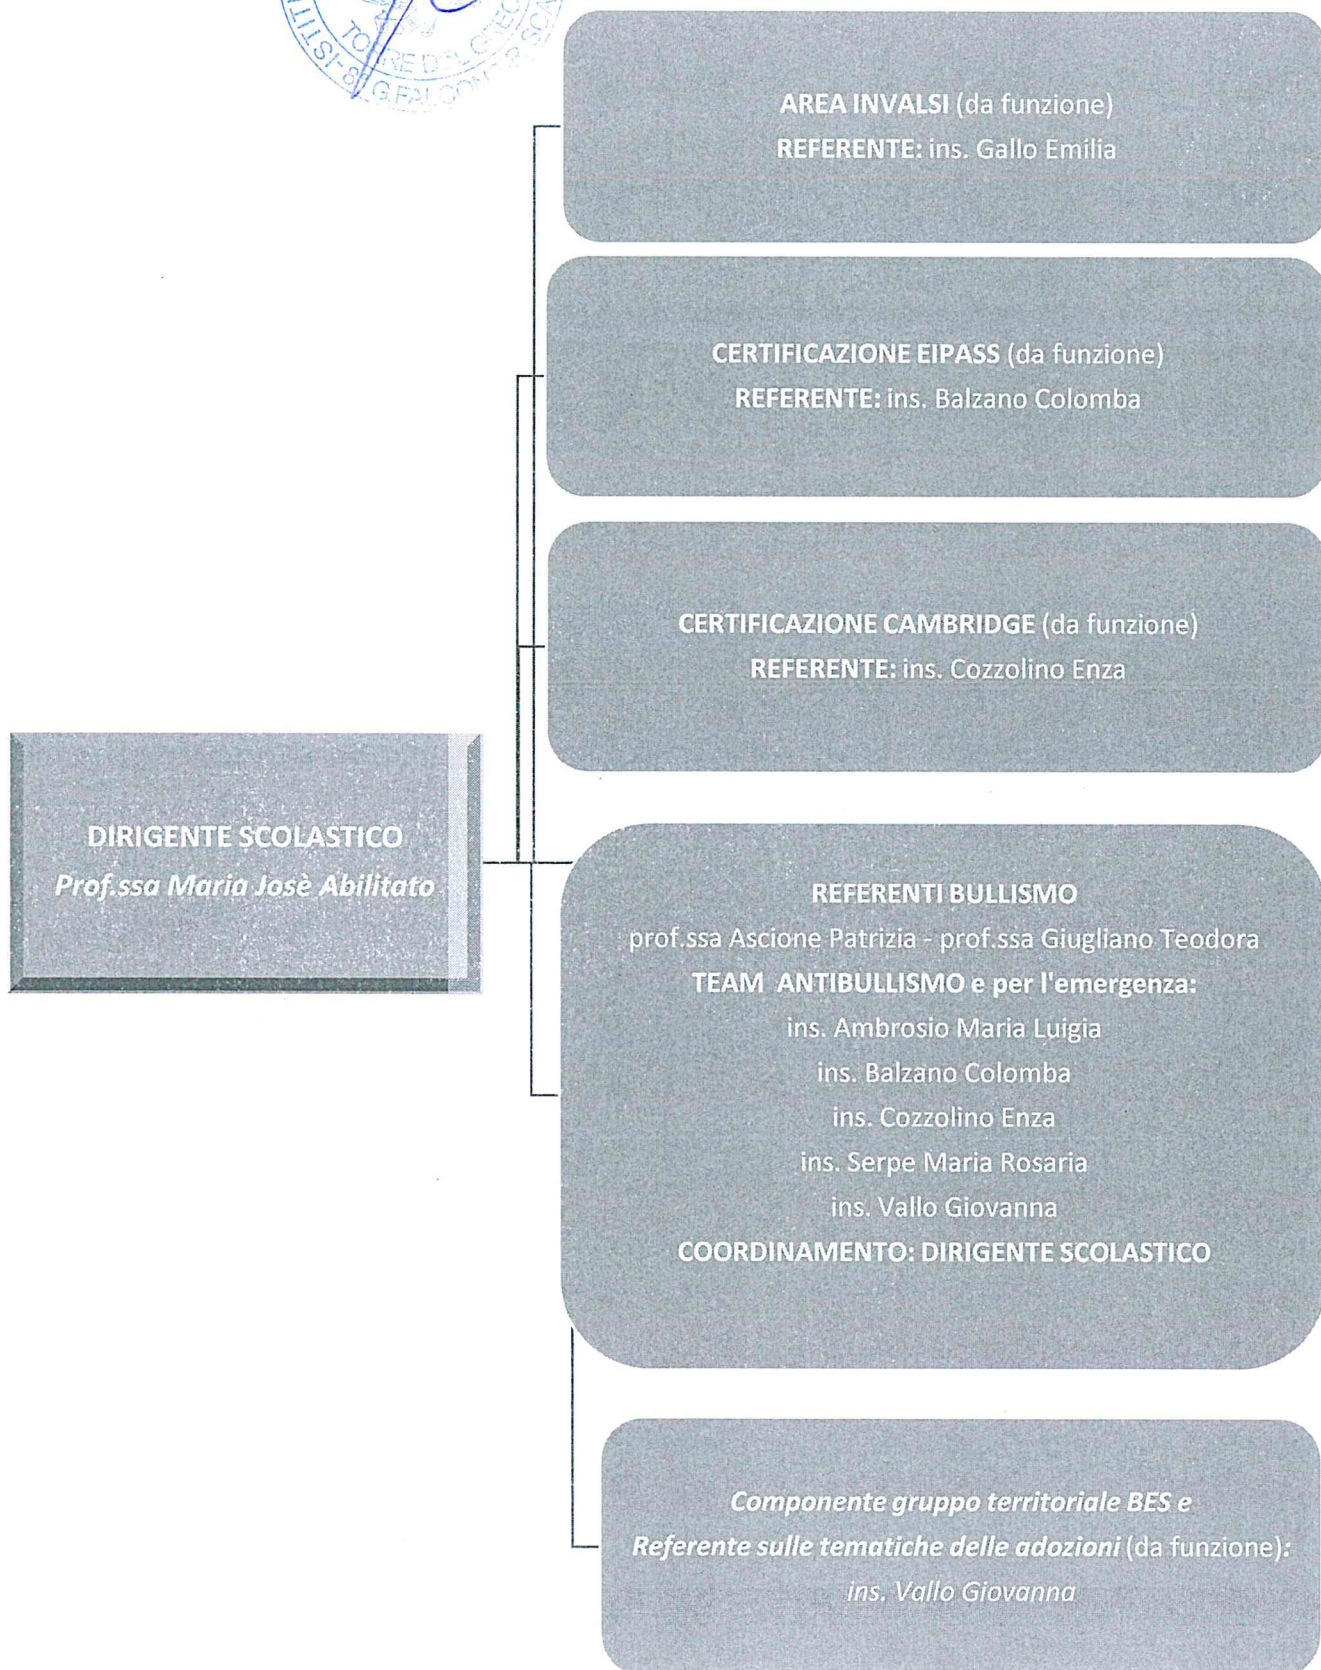 TORRE DEL GRECO
G.FALCONE
AREA INVALSI (da funzione)
REFERENTE: ins. Gallo Emilia
CERTIFICAZIONE EIPASS (da funzione)
REFERENTE: ins. Balzano Colomba
CERTIFICAZIONE CAMBRIDGE (da funzione)
REFERENTE: ins. Cozzolino Enza
DIRIGENTE SCOLASTICO
Prof.ssa Maria Josè Abilitato
REFERENTI BULLISMO
prof.ssa Ascione Patrizia - prof.ssa Giugliano Teodora
TEAM ANTIBULLISMO e per l'emergenza:
ins. Ambrosio Maria Luigia
ins. Balzano Colomba
ins. Cozzolino Enza
ins. Serpe Maria Rosaria
ins. Vallo Giovanna
COORDINAMENTO: DIRIGENTE SCOLASTICO
Componente gruppo territoriale BES e
Referente sulle tematiche delle adozioni (da funzione):
ins. Vallo Giovanna